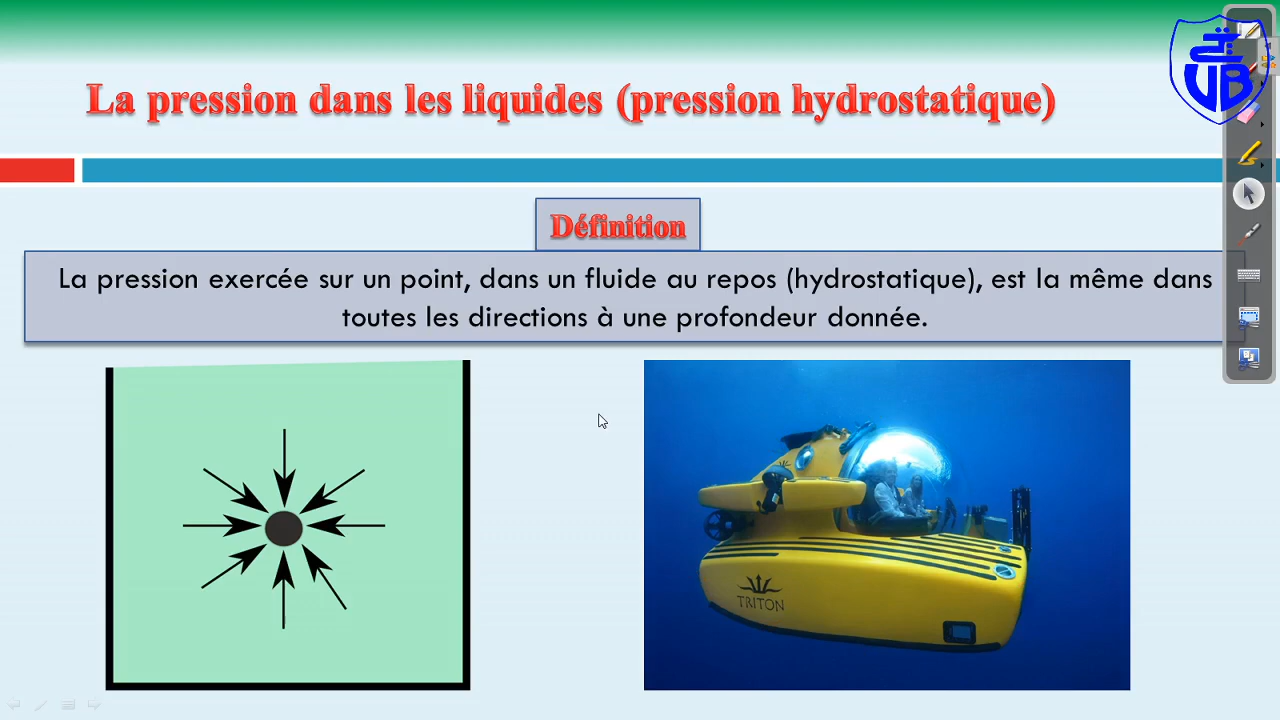 La pression dans les liquides (pression hydrostatique)
Définition
La pression exercée sur un point, dans un fluide au repos (hydrostatique), est la même dans
toutes les directions à une profondeur donnée.
TRITON
UB